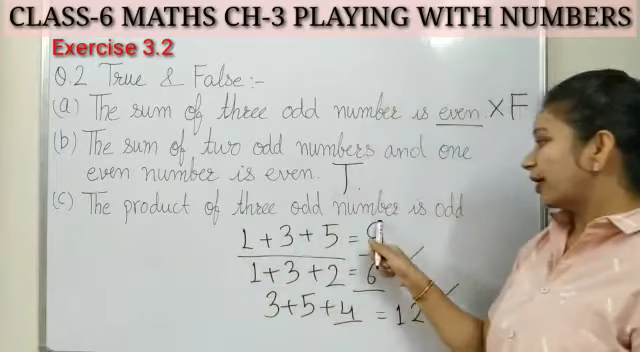 CLASS-6 MATHS CH-3 PLAYING WITH NUMBERS
Exercise 3.2
Q.2 True & False:-
(a) The sum of three odd number is even. X F
(b) The sum of two odd numbers and one
even number is even. T.
(c) The product of three odd number is odd
1+3+5=9
1+3+2=6
3+5+4=12